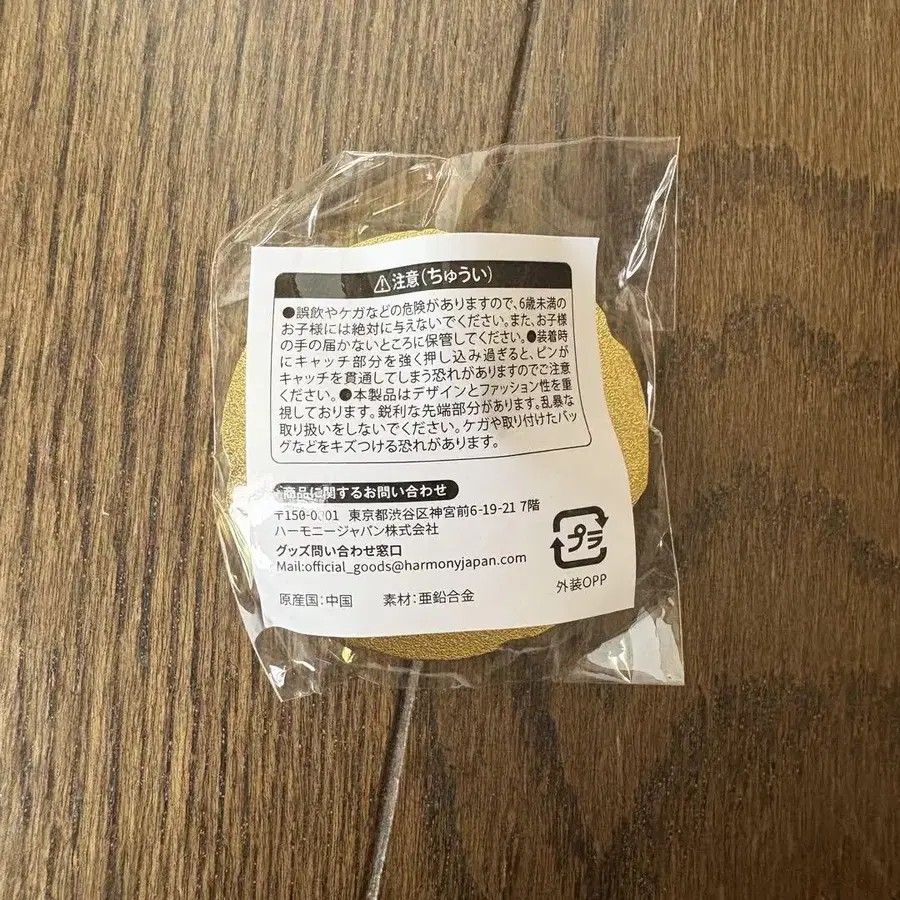 ⚠注意(ちゅうい)
●誤飲やケガなどの危険がありますので、6歳未満の
お子様には絶対に与えないでください。また、お子様
の手の届かないところに保管してください。●装着時
にキャッチ部分を強く押し込み過ぎると、ピンが
キャッチを貫通してしまう恐れがありますのでご注意
ください。●本製品はデザインとファッション性を重
視しております。鋭利な先端部分があります。乱暴な
取り扱いをしないでください。ケガや取り付けたバッ
グなどをキズつける恐れがあります。
商品に関するお問い合わせ
〒150-0001 東京都渋谷区神宮前6-19-21 7階
ハーモニージャパン株式会社
グッズ問い合わせ窓口
Mail:official_goods@harmonyjapan.com
プラ
外装OPP
原産国:中国 素材:亜鉛合金